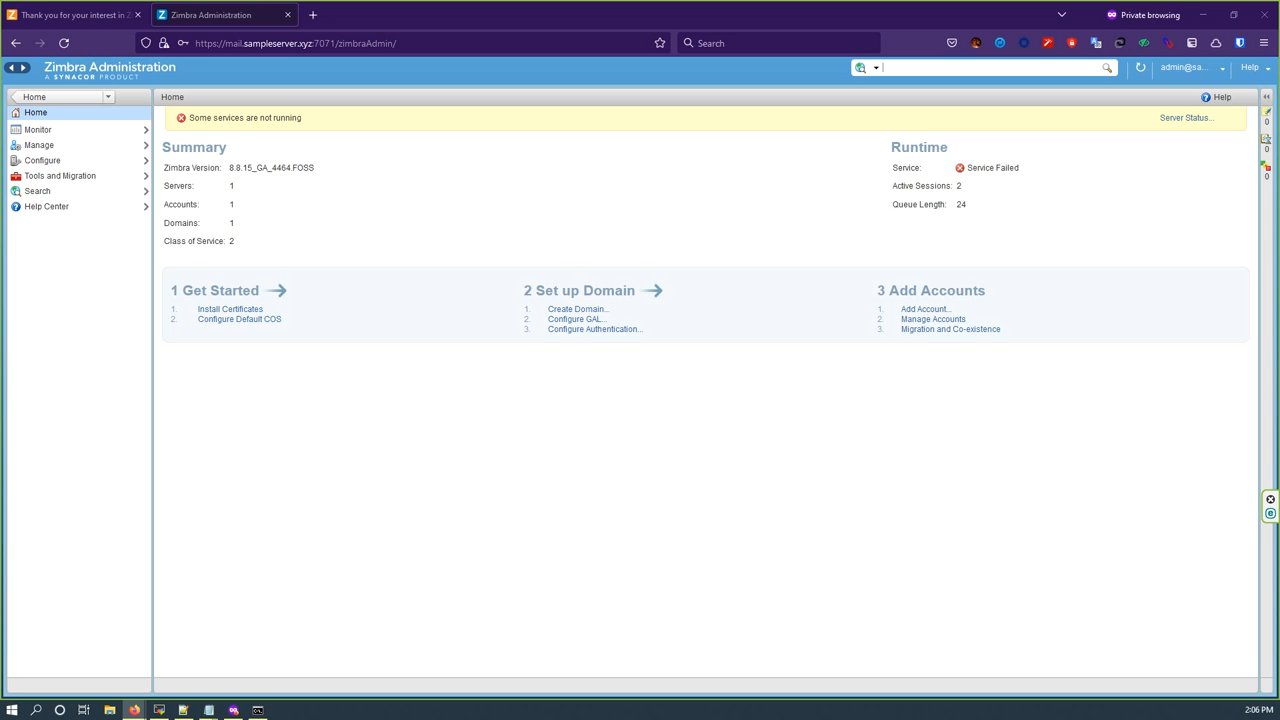 Thank you for your interest in Z
Zimbra Administration
Private browsing
https://mail.sampleserver.xyz:7071/zimbraAdmin/
Search
Zimbra Administration
A SYNACOR PRODUCT
admin@sa...
Help
Home
Home
Help
Home
Monitor
Manage
Configure
Tools and Migration
Search
Help Center
Some services are not running
Server Status...
Summary
Zimbra Version: 8.8.15_GA_4464.FOSS
Servers: 1
Accounts: 1
Domains: 1
Class of Service: 2
Runtime
Service: Service Failed
Active Sessions: 2
Queue Length: 24
1 Get Started
1. Install Certificates
2. Configure Default COS
2 Set up Domain
1. Create Domain...
2. Configure GAL...
3. Configure Authentication...
3 Add Accounts
1. Add Account...
2. Manage Accounts
3. Migration and Co-existence
0
0
0
2:06 PM